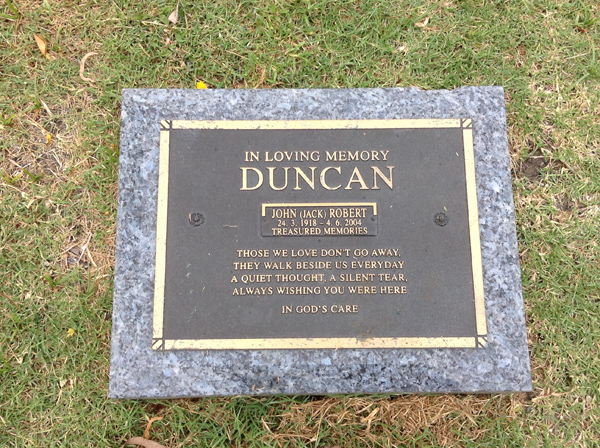 IN LOVING MEMORY
DUNCAN
JOHN (JACK) ROBERT
24. 3. 1918 – 4. 6. 2004
TREASURED MEMORIES
THOSE WE LOVE DON'T GO AWAY,
THEY WALK BESIDE US EVERYDAY
A QUIET THOUGHT, A SILENT TEAR,
ALWAYS WISHING YOU WERE HERE
IN GOD'S CARE